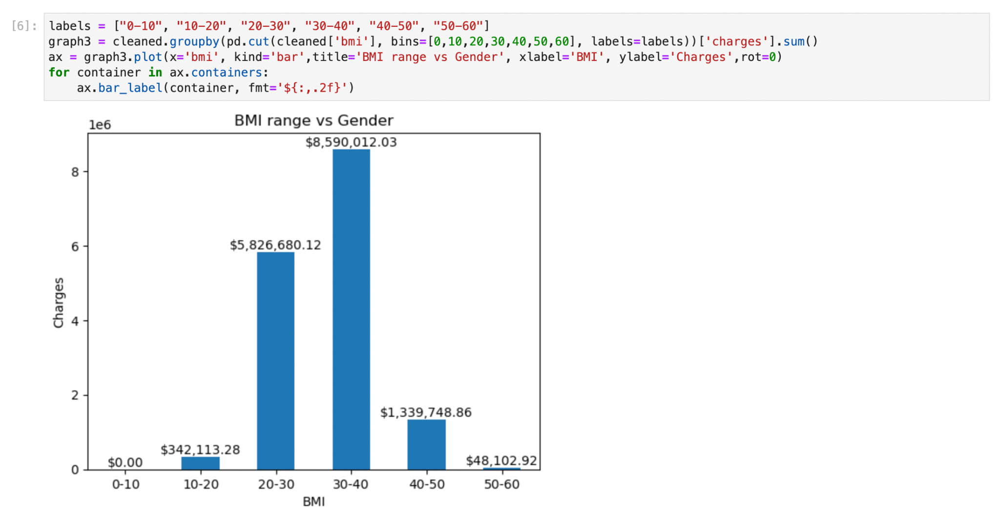 [6]: labels = ["0-10", "10-20", "20-30", "30-40", "40-50", "50-60"]
graph3 = cleaned.groupby(pd.cut(cleaned['bmi'], bins=[0,10,20,30,40,50,60], labels=labels))['charges'].sum()
ax = graph3.plot(x='bmi', kind='bar',title='BMI range vs Gender', xlabel='BMI', ylabel='Charges',rot=0)
for container in ax.containers:
    ax.bar_label(container, fmt='${:,.2f}')
BMI range vs Gender
1e6
$8,590,012.03
8
$5,826,680.12
6
Charges
4
2
$1,339,748.86
$342,113.28
$0.00
$48,102.92
0
0-10 10-20 20-30 30-40 40-50 50-60
BMI